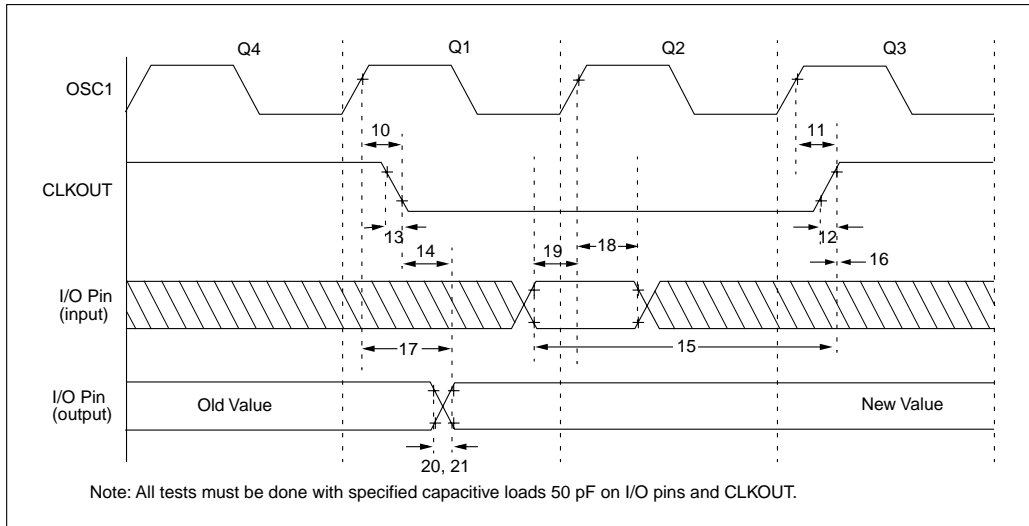 Q4 Q1 Q2 Q3
OSC1
10 11
CLKOUT
13 12
14 19 18 16
I/O Pin
(input)
17 15
I/O Pin
(output)
Old Value New Value
20, 21
Note: All tests must be done with specified capacitive loads 50 pF on I/O pins and CLKOUT.